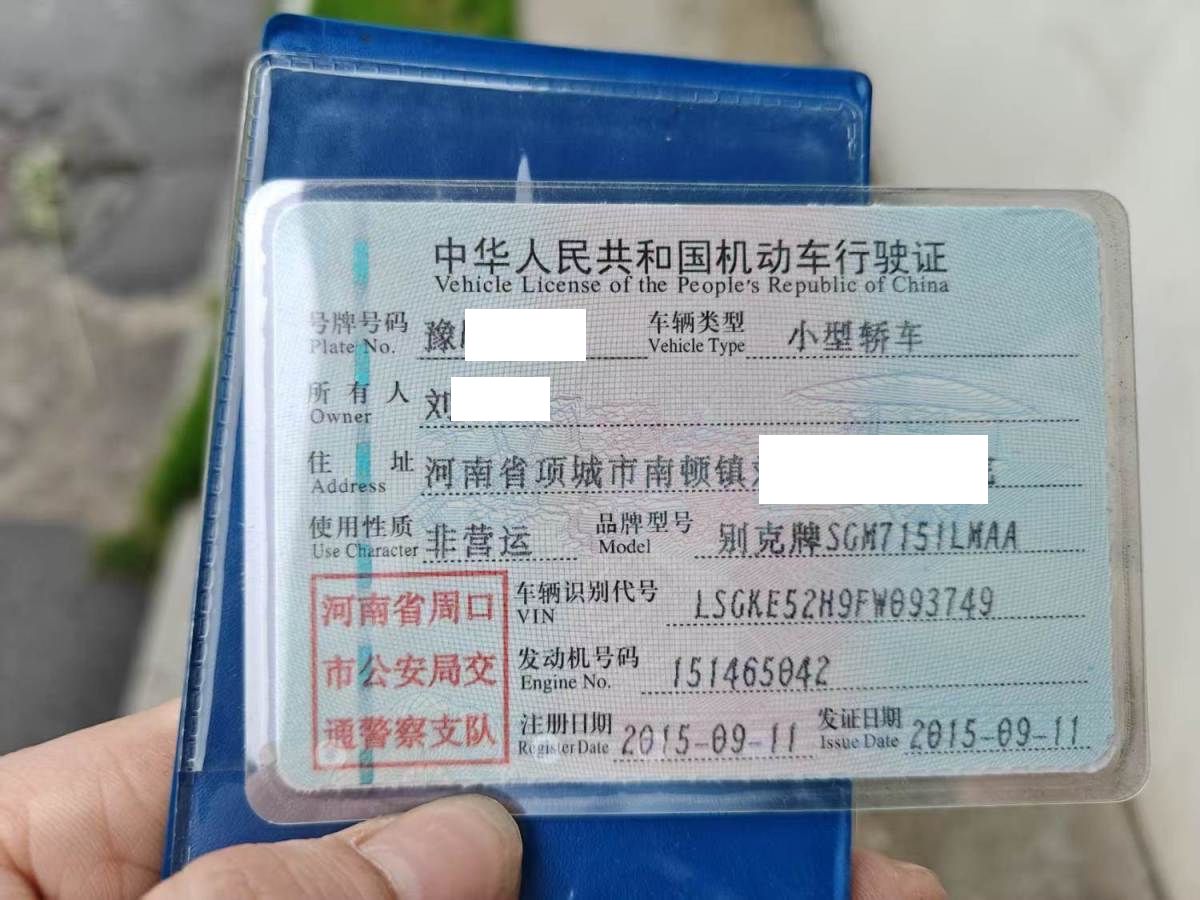 中华人民共和国机动车行驶证
Vehicle License of the People's Republic of China
号牌号码 豫 车辆类型 小型轿车
Plate No. Vehicle Type
所有人 刘
Owner
住址 河南省项城市南顿镇
Address
使用性质 非营运 品牌型号 别克牌SGM7151LMAA
Use Character Model
河南省周口
市公安局交
通警察支队
车辆识别代号 LSGKE52H9FW093749
VIN
发动机号码 151465042
Engine No.
注册日期 2015-09-11 发证日期 2015-09-11
Register Date Issue Date